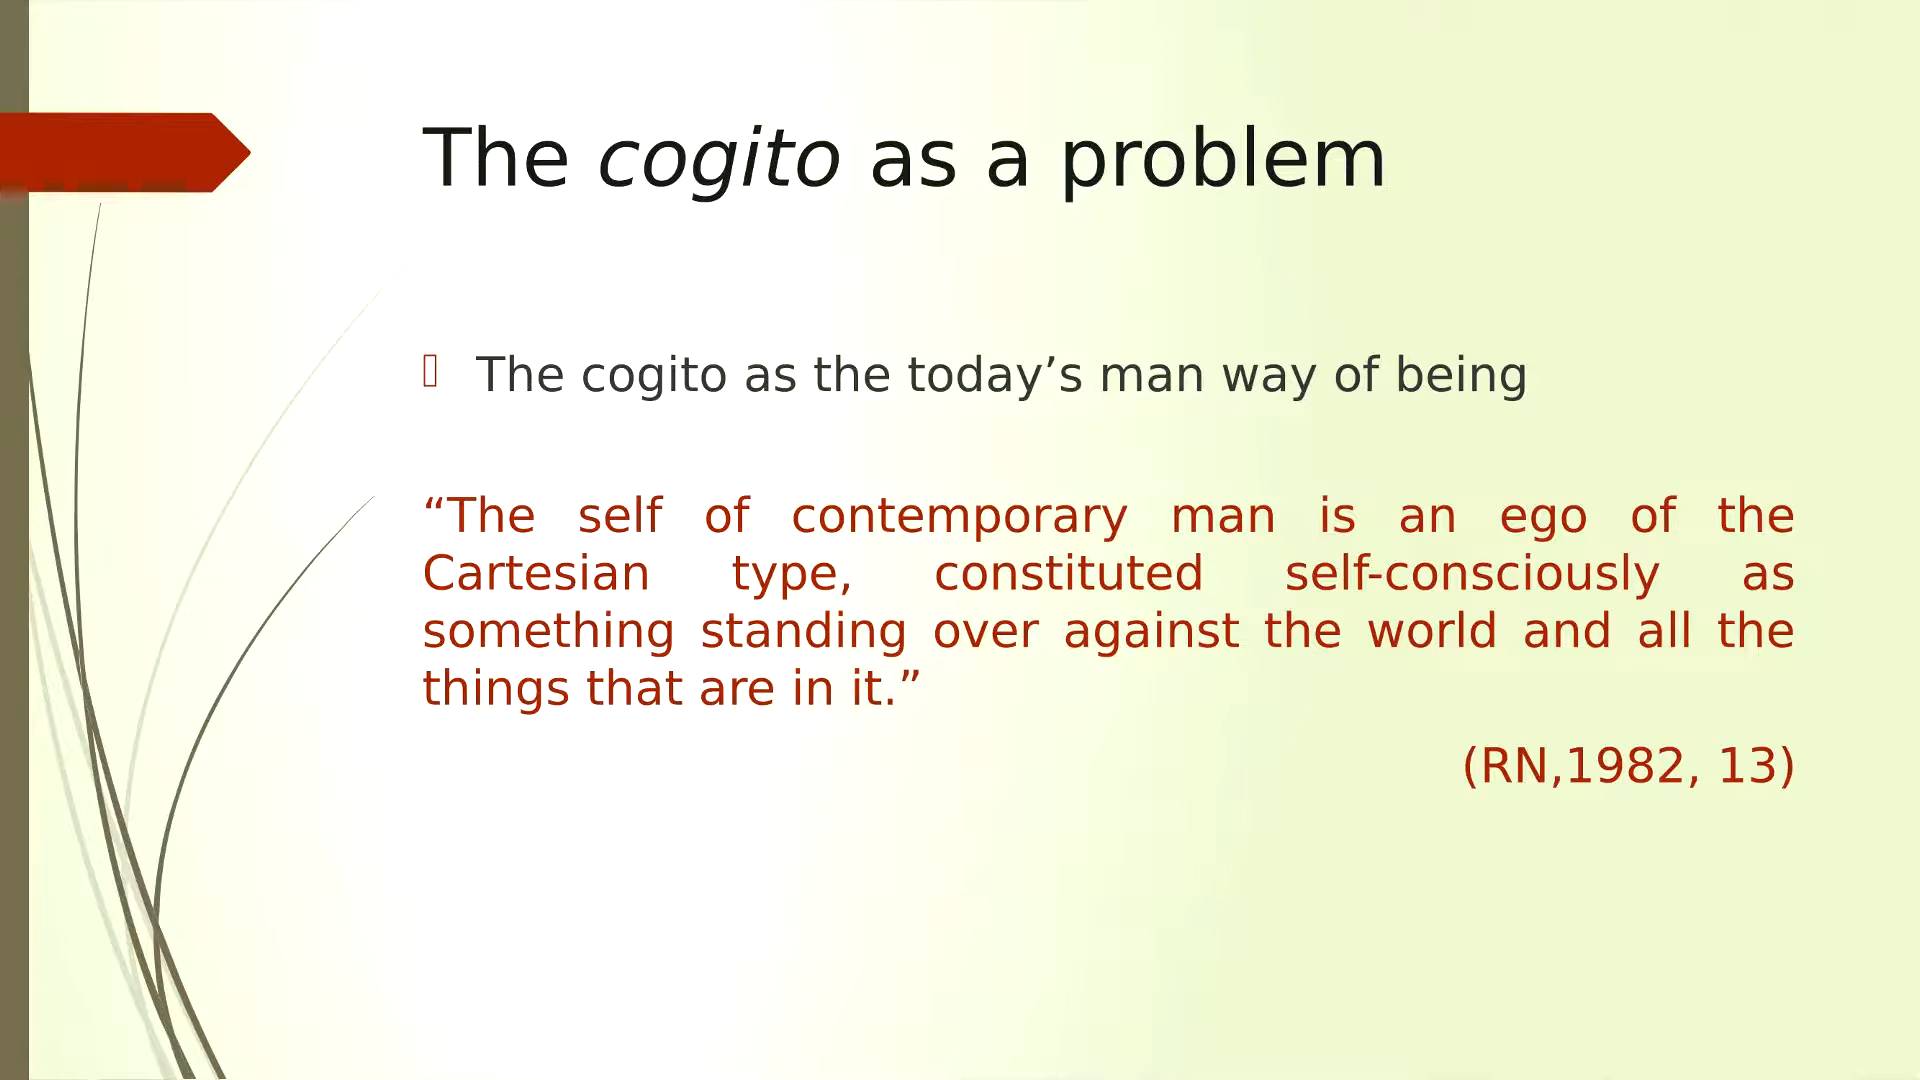 The cogito as a problem
The cogito as the today’s man way of being
“The self of contemporary man is an ego of the
Cartesian type, constituted self-consciously as
something standing over against the world and all the
things that are in it.”
(RN,1982, 13)